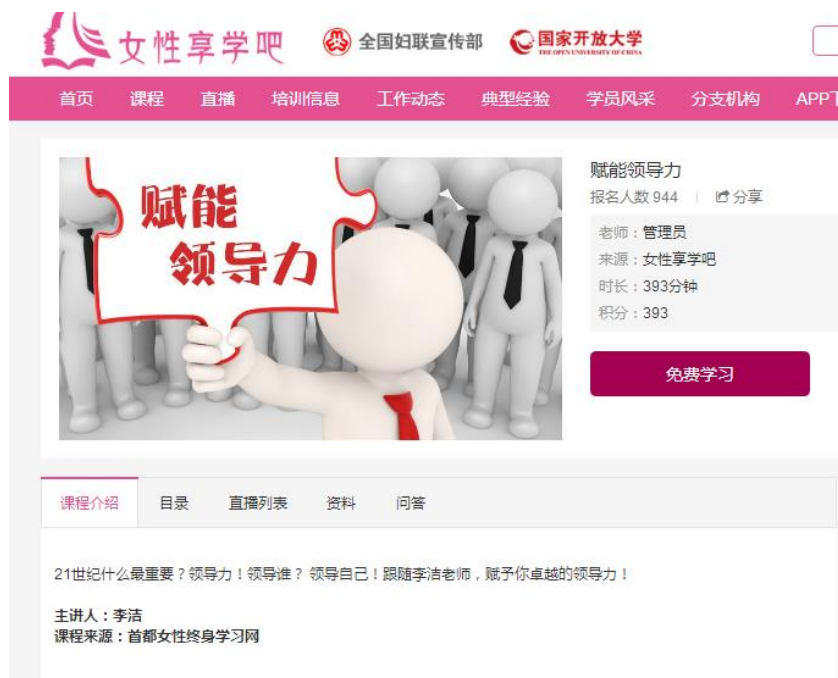 女性享学吧 全国妇联宣传部 国家开放大学
THE OPEN UNIVERSITY OF CHINA
首页 课程 直播 培训信息 工作动态 典型经验 学员风采 分支机构 APP
赋能
领导力
赋能领导力
报名人数 944 | 分享
老师：管理员
来源：女性享学吧
时长：393分钟
积分：393
免费学习
课程介绍 目录 直播列表 资料 问答
21世纪什么最重要？领导力！领导谁？ 领导自己！跟随李洁老师，赋予你卓越的领导力！
主讲人：李洁
课程来源：首都女性终身学习网